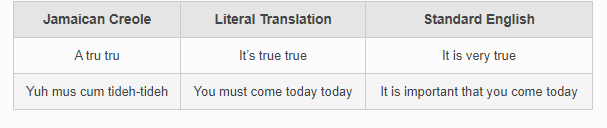 Jamaican Creole Literal Translation Standard English
A tru tru It’s true true It is very true
Yuh mus cum tideh-tideh You must come today today It is important that you come today